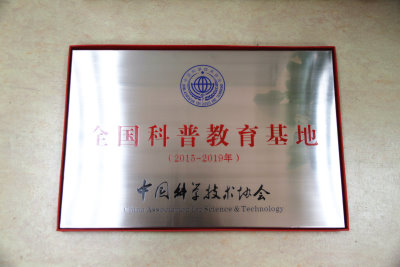 全国科普教育基地
(2015-2019年)
中国科学技术协会
China Association for Science & Technology